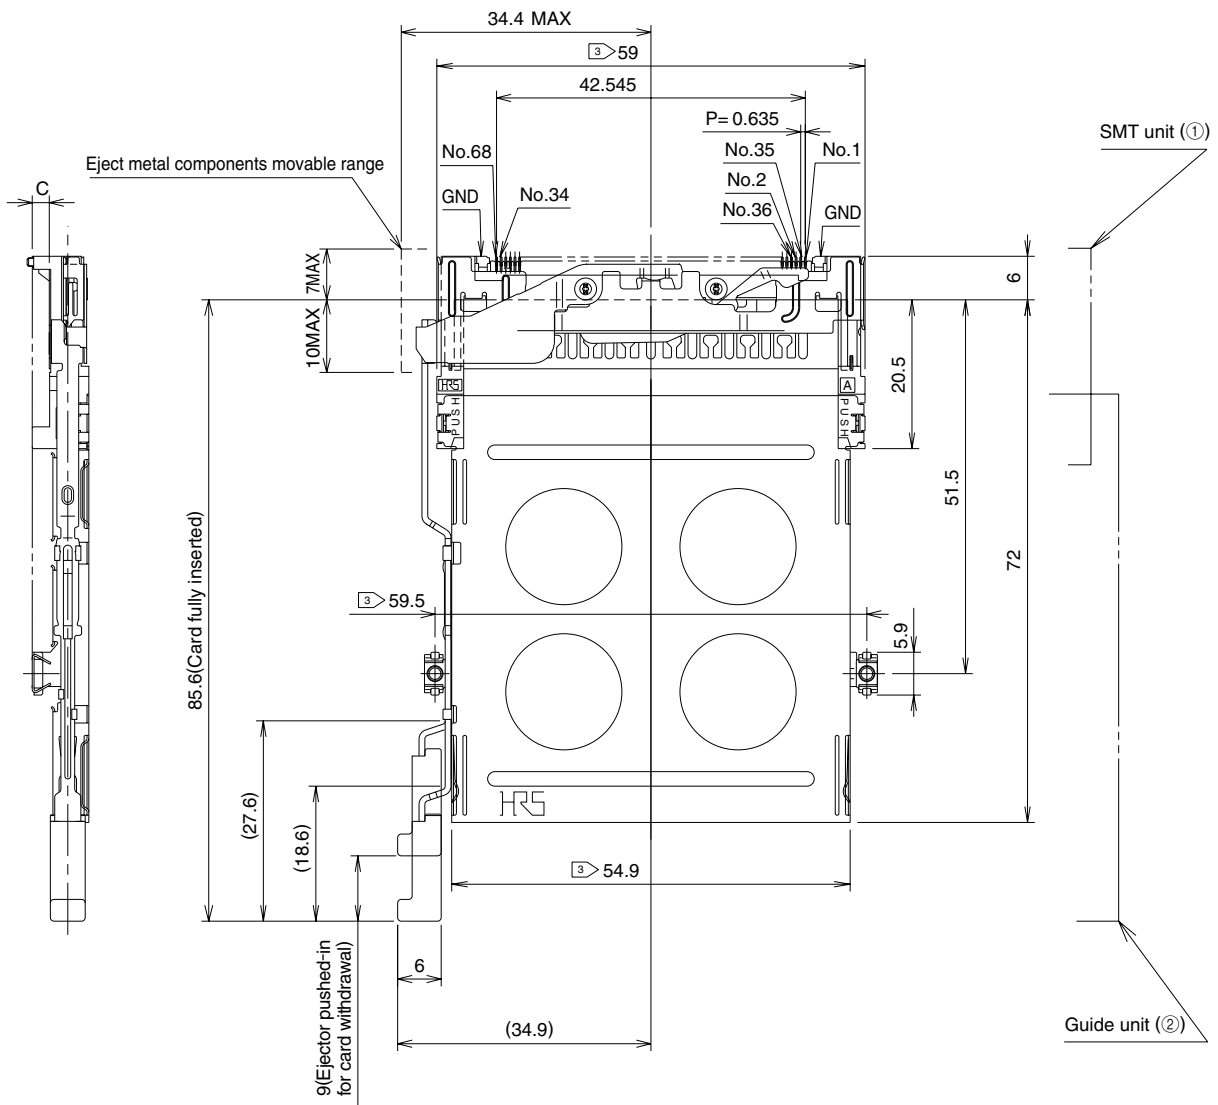 34.4 MAX
3 59
42.545
P= 0.635
SMT unit (①)
No.68
No.35
No.1
Eject metal components movable range
No.2
C
GND
No.34
No.36
GND
7MAX
6
10MAX
20.5
HRS
A
PUSH
PUSH
51.5
85.6(Card fully inserted)
72
3 59.5
5.9
(27.6)
(18.6)
HRS
3 54.9
9(Ejector pushed-in
for card withdrawal)
6
(34.9)
Guide unit (②)